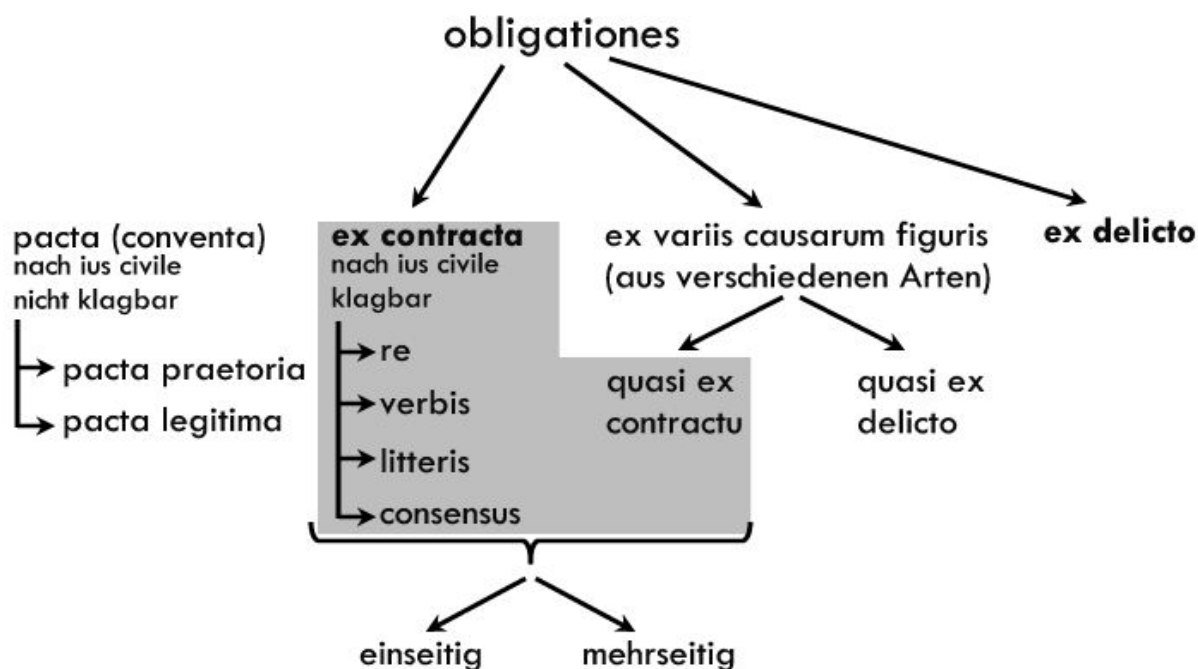 obligationes
pacta (conventa)
nach ius civile
nicht klagbar
pacta praetoria
pacta legitima
ex contracta
nach ius civile
klagbar
re
verbis
litteris
consensus
ex variis causarum figuris
(aus verschiedenen Arten)
quasi ex
contractu
quasi ex
delicto
ex delicto
einseitig
mehrseitig